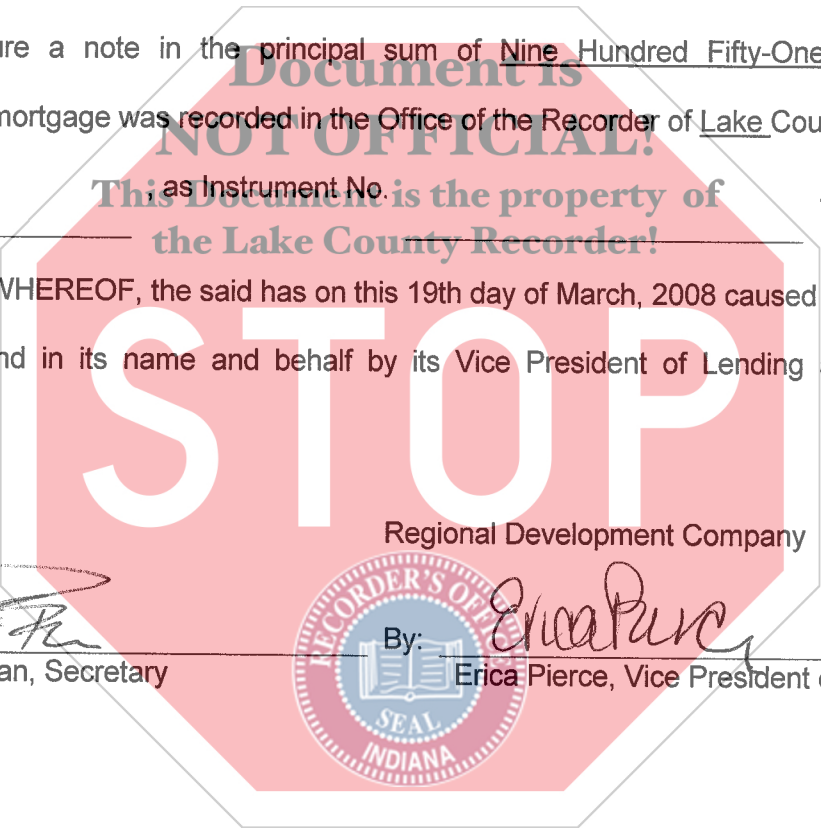 ure a note in the principal sum of Nine Hundred Fifty-One
Document is
mortgage was recorded in the Office of the Recorder of Lake Cou
NOT OFFICIAL!
, as Instrument No.
This Document is the property of
the Lake County Recorder!
WHEREOF, the said has on this 19th day of March, 2008 caused
nd in its name and behalf by its Vice President of Lending
STOP
Regional Development Company
RECORDER'S OFFICE
By: Erica Pierce
an, Secretary
Erica Pierce, Vice President
SEAL
INDIANA